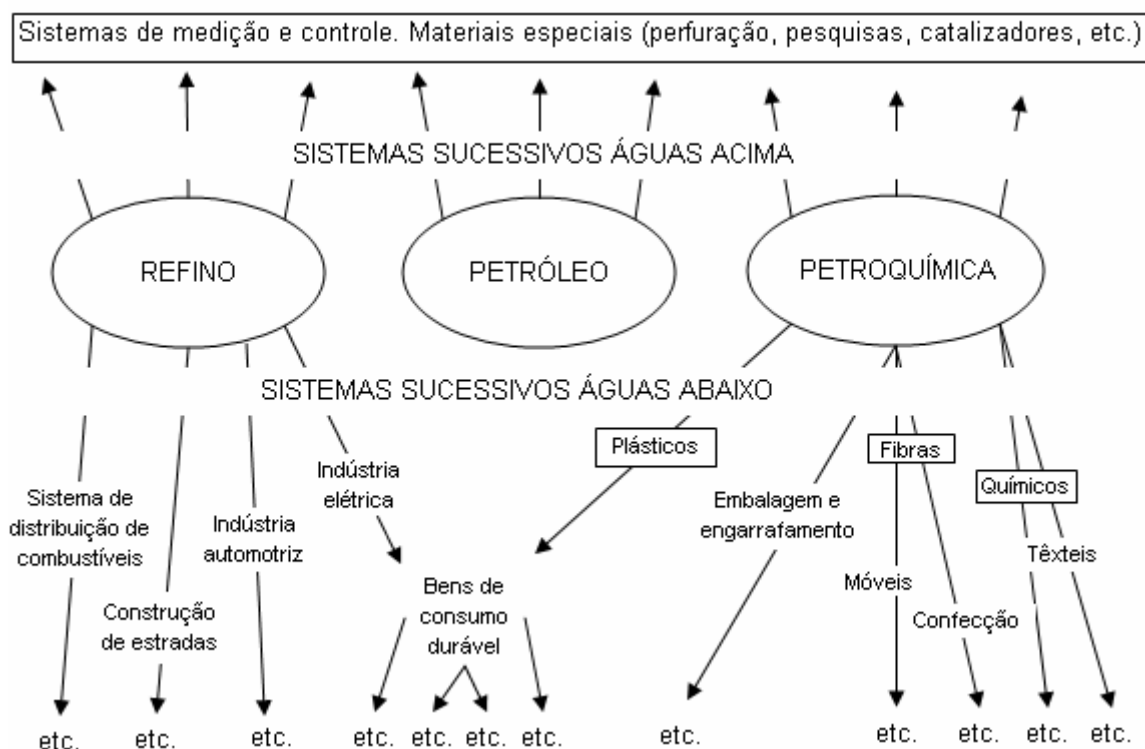 Sistemas de medição e controle. Materiais especiais (perfuração, pesquisas, catalizadores, etc.)
SISTEMAS SUCESSIVOS ÁGUAS ACIMA
REFINO
PETRÓLEO
PETROQUÍMICA
SISTEMAS SUCESSIVOS ÁGUAS ABAIXO
Sistema de
distribuição de
combustíveis
Construção
de estradas
Indústria
automotriz
Indústria
elétrica
Bens de
consumo
durável
Plásticos
Embalagem e
engarrafamento
Fibras
Móveis
Confecção
Químicos
Têxteis
etc.
etc.
etc.
etc.
etc.
etc.
etc.
etc.
etc.
etc.
etc.
etc.